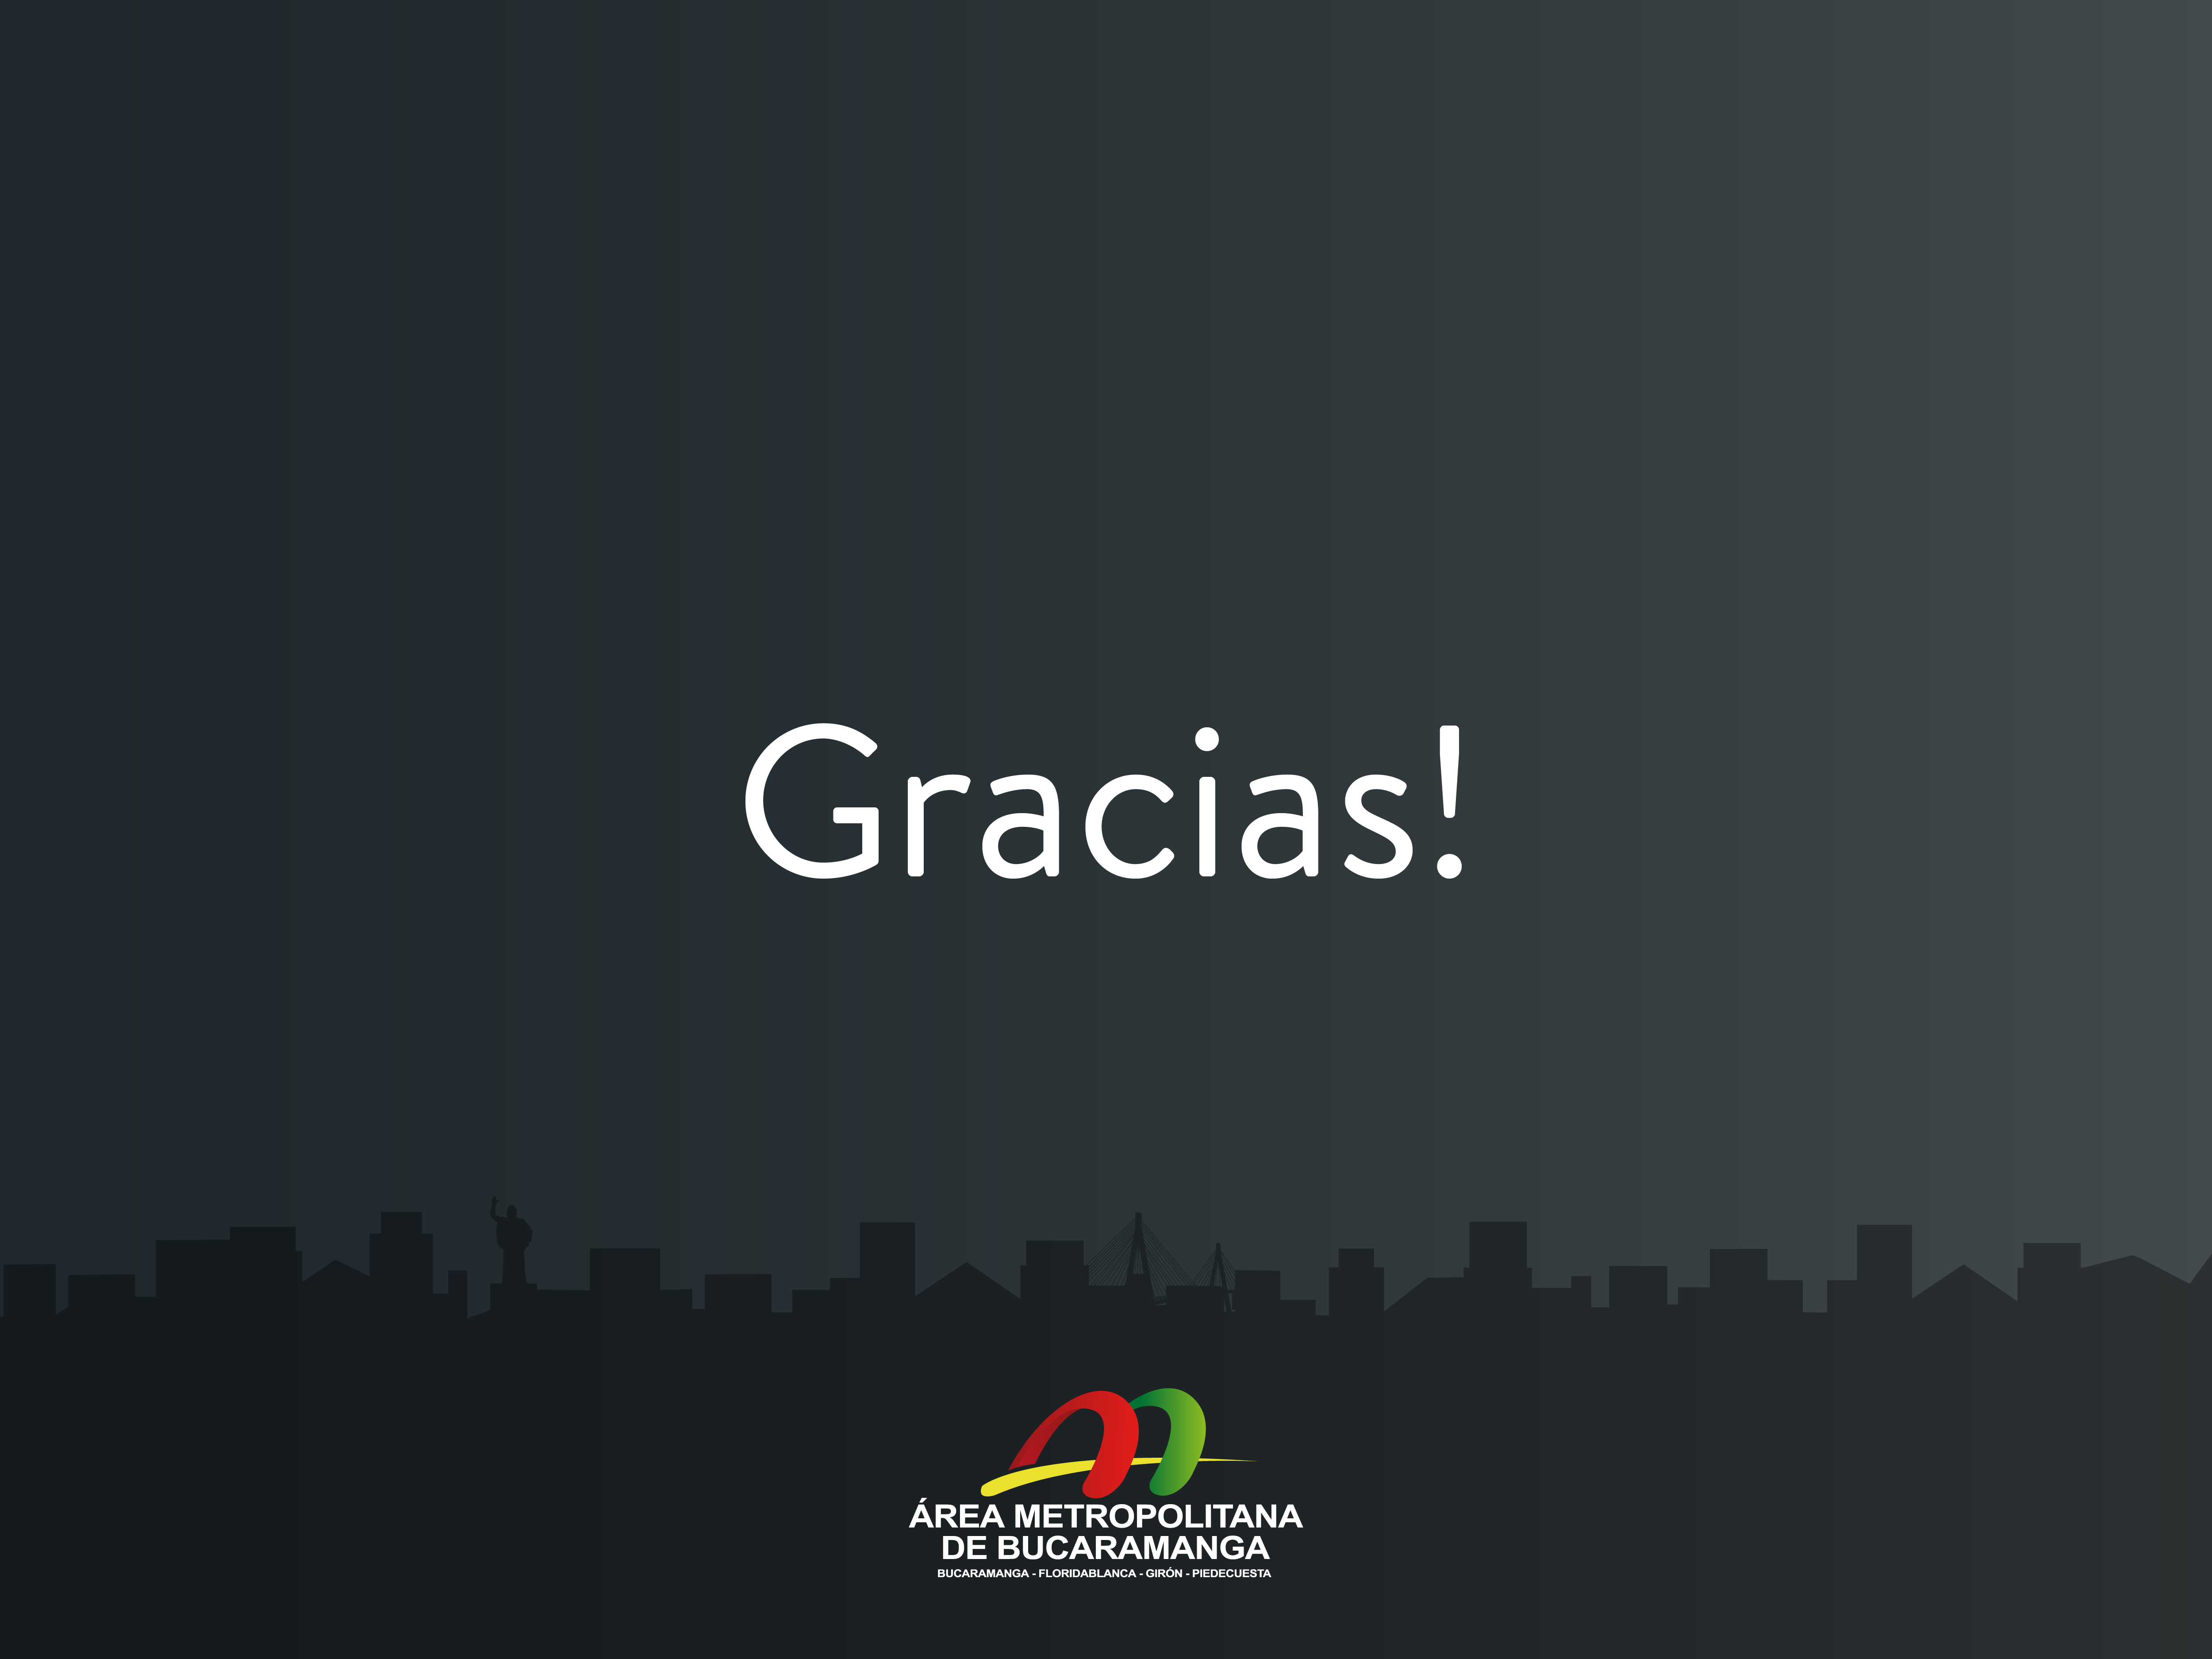 Gracias!
ÁREA METROPOLITANA
DE BUCARAMANGA
BUCARAMANGA - FLORIDABLANCA - GIRÓN - PIEDECUESTA